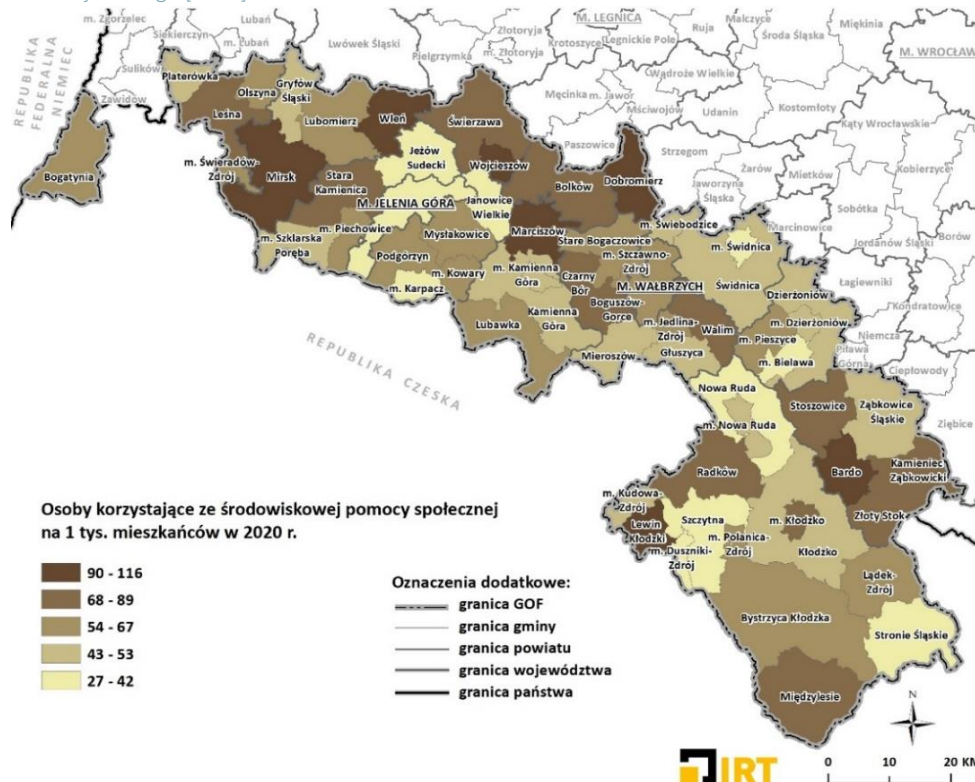 m. Zgorzelec
Lubań
Siekierczyn
m. Lubań
Sulików
Zawidów
REPUBLIKA
FEDERALNA
NIEMIEC
Lwówek Śląski
Pielgrzymka
Złotoryja
m. Złotoryja
M. LEGNICA
Krotoszyce
Legnickie Pole
Ruja
Malczyce
Środa Śląska
Miękinia
M. WROCŁAW
Wądroże Wielkie
Męcinka
m. Jawor
Mściwojów
Udanin
Kostomłoty
Kąty Wrocławskie
Paszowice
Strzegom
Żarów
Mietków
Kobierzyce
Jaworzyna
Śląska
Sobótka
Marcinowice
Jordanów Śląski
Borów
Łagiewniki
Kondratowice
Niemcza
Piława
Górna
Ciepłowody
Ziębice
Platerówka
Olszyna
Gryfów
Śląski
Leśna
Lubomierz
Wleń
Świerzawa
Bogatynia
m. Świeradów-
Zdrój
Mirsk
Stara
Kamienica
Jeżów
Sudecki
Wojcieszów
Bolków
Dobromierz
M. JELENIA GÓRA
Janowice
Wielkie
Marciszów
Stare Bogaczowice
m. Świebodzice
m. Szklarska
Poręba
m. Piechowice
Podgórzyn
Mysłakowice
m. Kowary
m. Karpacz
m. Kamienna
Góra
Kamienna
Góra
Lubawka
Czarny
Bór
m. Szczawno-
Zdrój
M. WAŁBRZYCH
Boguszów-
Gorce
m. Świdnica
Świdnica
Dzierżoniów
m. Dzierżoniów
m. Jedlina-
Zdrój
Walim
Głuszyca
Mieroszów
m. Pieszyce
m. Bielawa
REPUBLIKA CZESKA
Nowa Ruda
m. Nowa Ruda
Stoszowice
Ząbkowice
Śląskie
Radków
Bardo
Kamieniec
Ząbkowicki
Złoty Stok
m. Kudowa-
Zdrój
Lewin
Kłodzki
Szczytna
m. Duszniki-
Zdrój
m. Polanica-
Zdrój
m. Kłodzko
Kłodzko
Lądek-
Zdrój
Bystrzyca Kłodzka
Stronie Śląskie
Międzylesie
Osoby korzystające ze środowiskowej pomocy społecznej
na 1 tys. mieszkańców w 2020 r.
90 - 116
68 - 89
54 - 67
43 - 53
27 - 42
Oznaczenia dodatkowe:
granica GOF
granica gminy
granica powiatu
granica województwa
granica państwa
N
IRT
0 10 20 KM